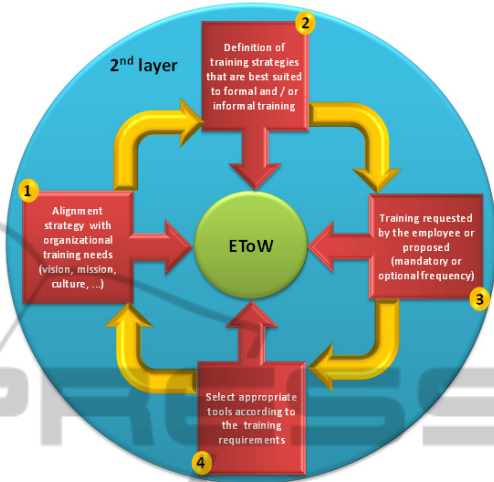 2nd layer
2
Definition of
training strategies
that are best suited
to formal and / or
informal training
1
Alignment
strategy with
organizational
training needs
(vision, mission,
culture, ...)
EToW
Training requested
by the employee or
proposed
(mandatory or
optional frequency)
3
Select appropriate
tools according to
the training
requirements
4
PRESS